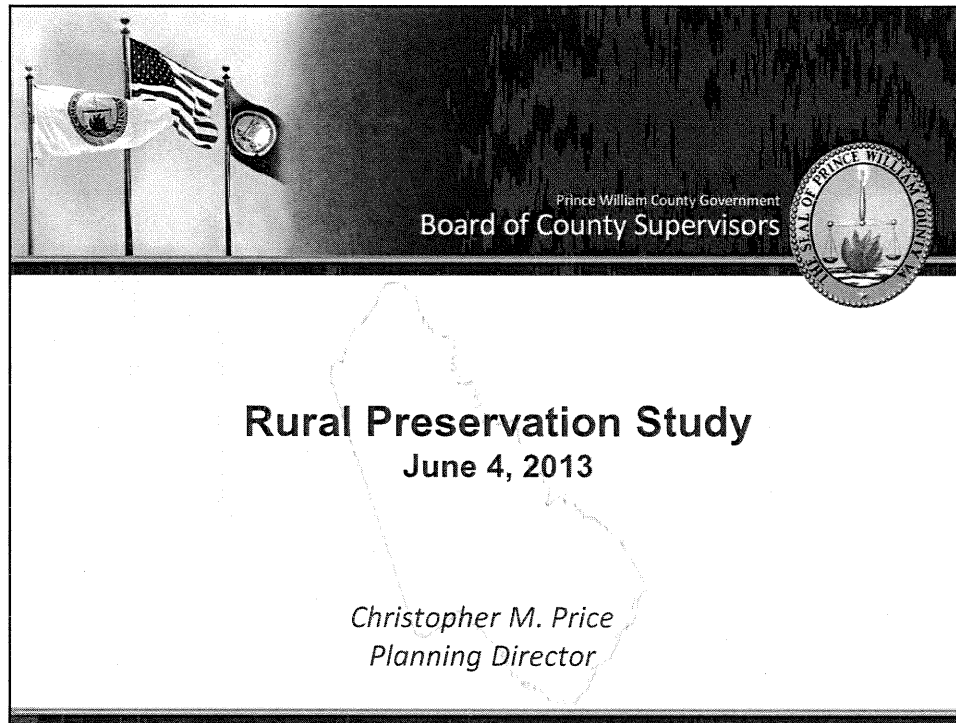 Prince William County Government
Board of County Supervisors
THE SEAL OF PRINCE WILLIAM COUNTY VA
Rural Preservation Study
June 4, 2013
Christopher M. Price
Planning Director